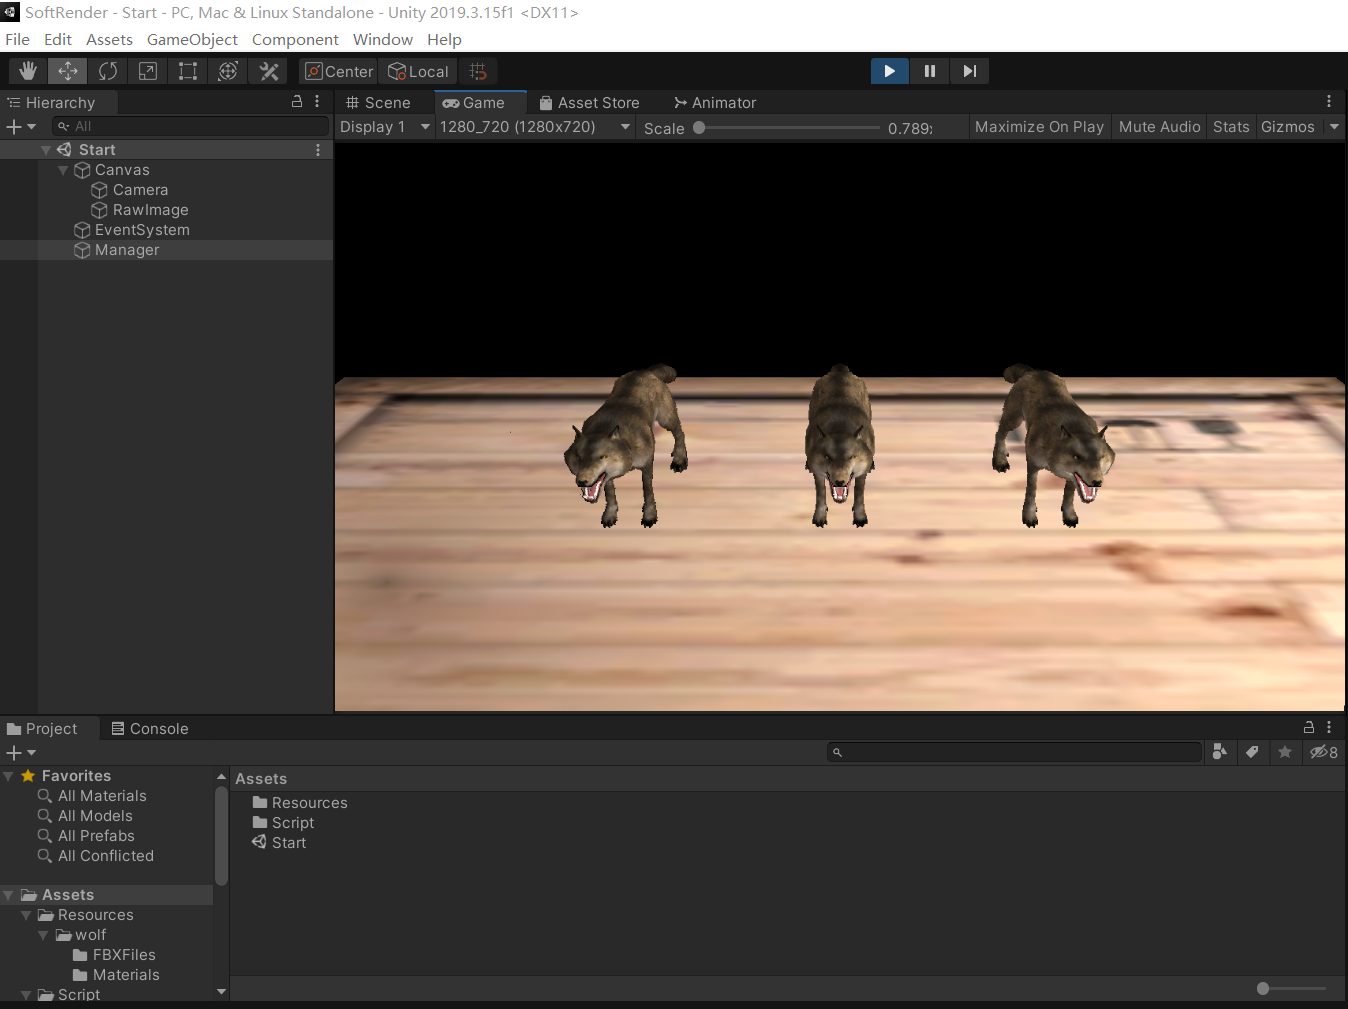 SoftRender - Start - PC, Mac & Linux Standalone - Unity 2019.3.15f1 <DX11>
File Edit Assets GameObject Component Window Help
Center Local
Hierarchy
All
Start
Canvas
Camera
RawImage
EventSystem
Manager
Scene Game Asset Store Animator
Display 1 1280_720 (1280x720) Scale 0.789: Maximize On Play Mute Audio Stats Gizmos
Project Console
8
Favorites
All Materials
All Models
All Prefabs
All Conflicted
Assets
Resources
wolf
FBXFiles
Materials
Script
Assets
Resources
Script
Start